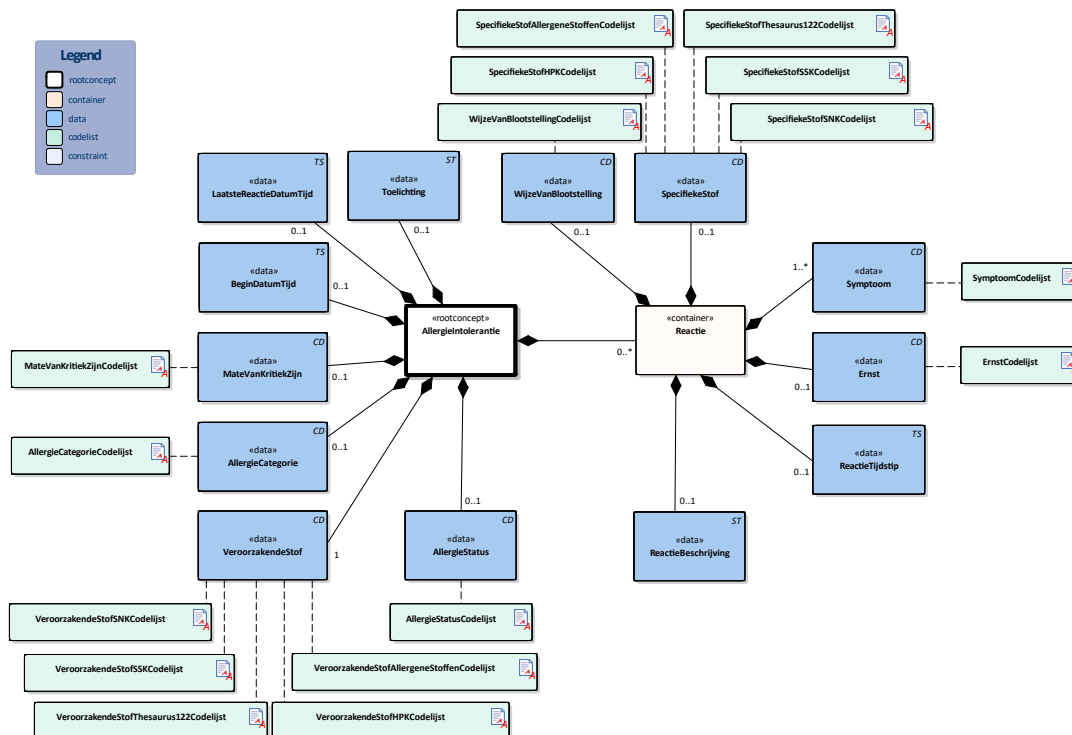 Legend
rootconcept
container
data
codelist
constraint
SpecifiekeStofAllergeneStoffenCodelijst
SpecifiekeStofThesaurus122Codelijst
SpecifiekeStofHPKCodelijst
SpecifiekeStofSSKCodelijst
WijzeVanBlootstellingCodelijst
SpecifiekeStofSNKCodelijst
TS
«data»
LaatsteReactieDatumTijd
0..1
ST
«data»
Toelichting
0..1
CD
«data»
WijzeVanBlootstelling
0..1
CD
«data»
SpecifiekeStof
0..1
TS
«data»
BeginDatumTijd
0..1
CD
«data»
Symptoom
1..*
SymptoomCodelijst
«rootconcept»
AllergieIntolerantie
«container»
Reactie
0..*
MateVanKritiekZijnCodelijst
CD
«data»
MateVanKritiekZijn
0..1
CD
«data»
Ernst
0..1
ErnstCodelijst
AllergieCategorieCodelijst
CD
«data»
AllergieCategorie
0..1
TS
«data»
ReactieTijdstip
0..1
CD
«data»
VeroorzakendeStof
1
CD
«data»
AllergieStatus
0..1
ST
«data»
ReactieBeschrijving
0..1
VeroorzakendeStofSNKCodelijst
AllergieStatusCodelijst
VeroorzakendeStofSSKCodelijst
VeroorzakendeStofAllergeneStoffenCodelijst
VeroorzakendeStofThesaurus122Codelijst
VeroorzakendeStofHPKCodelijst